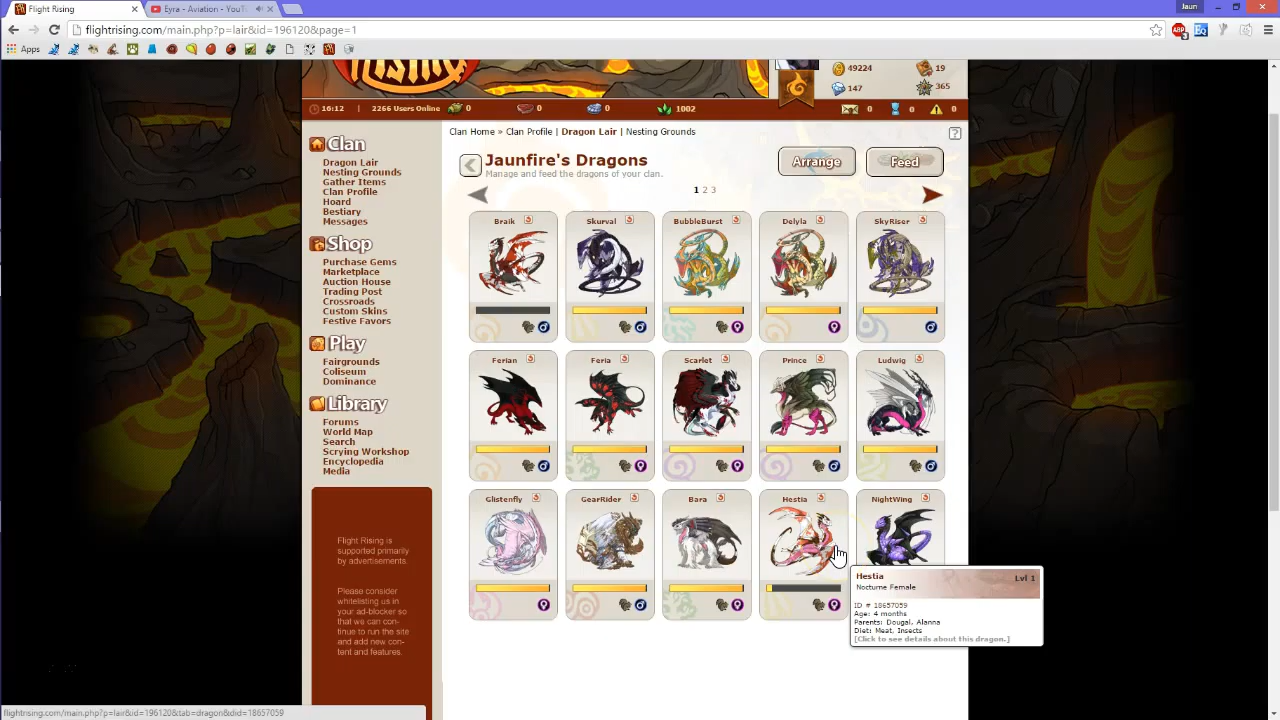 Flight Rising
Eyra - Aviation - YouTube
Jaun
flightrising.com/main.php?p=lair&id=196120&page=1
ABP
3
EQ
Apps
RISING
49224
19
147
365
16:12 | 2266 Users Online
0
0
0
1002
0
0
0
Clan Home » Clan Profile | Dragon Lair | Nesting Grounds
?
Clan
Dragon Lair
Nesting Grounds
Gather Items
Clan Profile
Hoard
Bestiary
Messages
Shop
Purchase Gems
Marketplace
Auction House
Trading Post
Crossroads
Custom Skins
Festive Favors
Play
Fairgrounds
Coliseum
Dominance
Library
Forums
World Map
Search
Scrying Workshop
Encyclopedia
Media
Flight Rising is
supported primarily
by advertisements.
Please consider
whitelisting us in
your ad-blocker so
that we can con-
tinue to run the site
and add new con-
tent and features.
Jaunfire's Dragons
Manage and feed the dragons of your clan.
Arrange
Feed
1 2 3
Braik
Skurval
BubbleBurst
Delyla
SkyRiser
Ferian
Feria
Scarlet
Prince
Ludwig
Glistenfly
GearRider
Bara
Hestia
NightWing
Hestia
Lvl 1
Nocturne Female
ID # 18657059
Age: 4 months
Parents: Dougal, Alanna
Diet: Meat, Insects
[Click to see details about this dragon.]
flightrising.com/main.php?p=lair&id=196120&tab=dragon&did=18657059